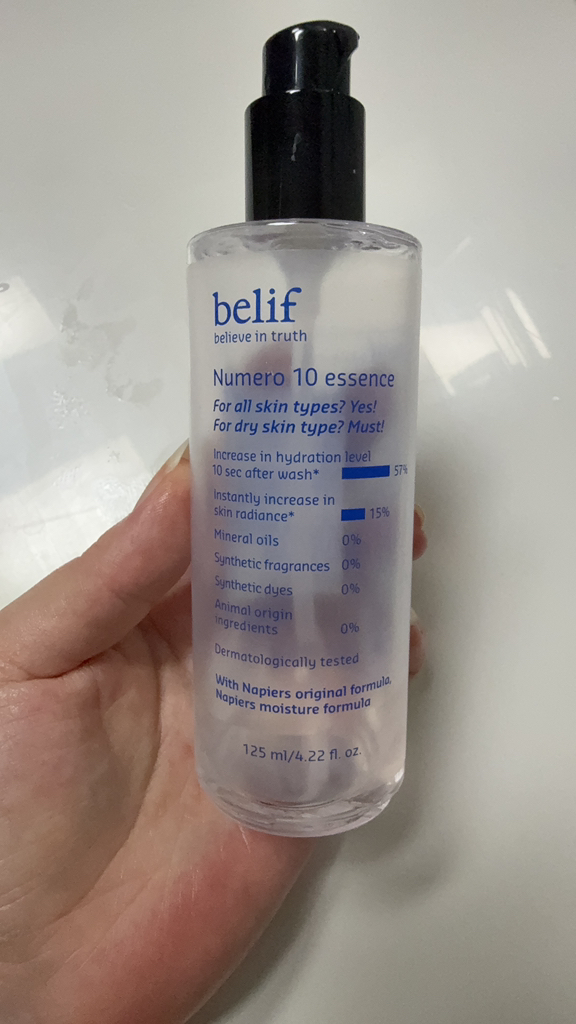 belif
believe in truth
Numero 10 essence
For all skin types? Yes!
For dry skin type? Must!
Increase in hydration level
10 sec after wash* 57%
Instantly increase in
skin radiance* 15%
Mineral oils 0%
Synthetic fragrances 0%
Synthetic dyes 0%
Animal origin
ingredients 0%
Dermatologically tested
With Napiers original formula,
Napiers moisture formula
125 ml/4.22 fl. oz.